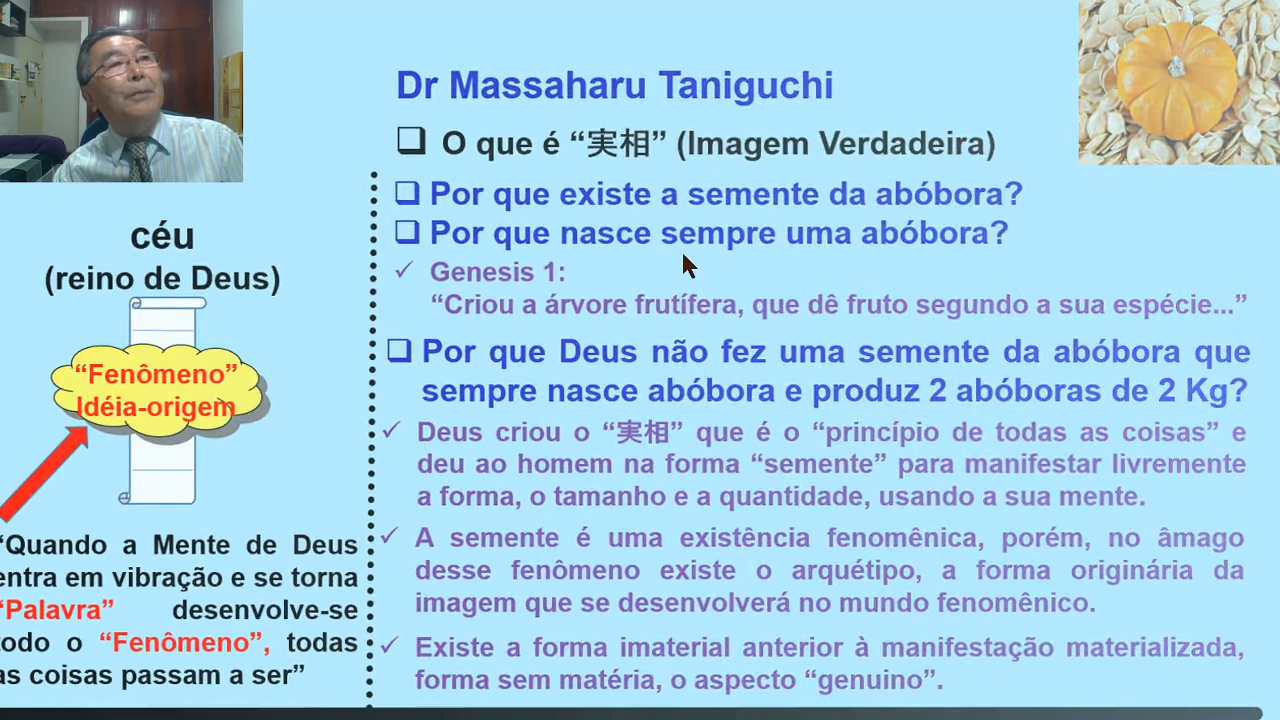 Dr Massaharu Taniguchi
❑ O que é “実相” (Imagem Verdadeira)
❑ Por que existe a semente da abóbora?
❑ Por que nasce sempre uma abóbora?
✓ Genesis 1:
“Criou a árvore frutífera, que dê fruto segundo a sua espécie...”
❑ Por que Deus não fez uma semente da abóbora que
sempre nasce abóbora e produz 2 abóboras de 2 Kg?
✓ Deus criou o “実相” que é o “princípio de todas as coisas” e
deu ao homem na forma “semente” para manifestar livremente
a forma, o tamanho e a quantidade, usando a sua mente.
✓ A semente é uma existência fenomênica, porém, no âmago
desse fenômeno existe o arquétipo, a forma originária da
imagem que se desenvolverá no mundo fenomênico.
✓ Existe a forma imaterial anterior à manifestação materializada,
forma sem matéria, o aspecto “genuino”.
céu
(reino de Deus)
“Fenômeno”
Idéia-origem
“Quando a Mente de Deus
entra em vibração e se torna
“Palavra” desenvolve-se
todo o “Fenômeno”, todas
as coisas passam a ser”